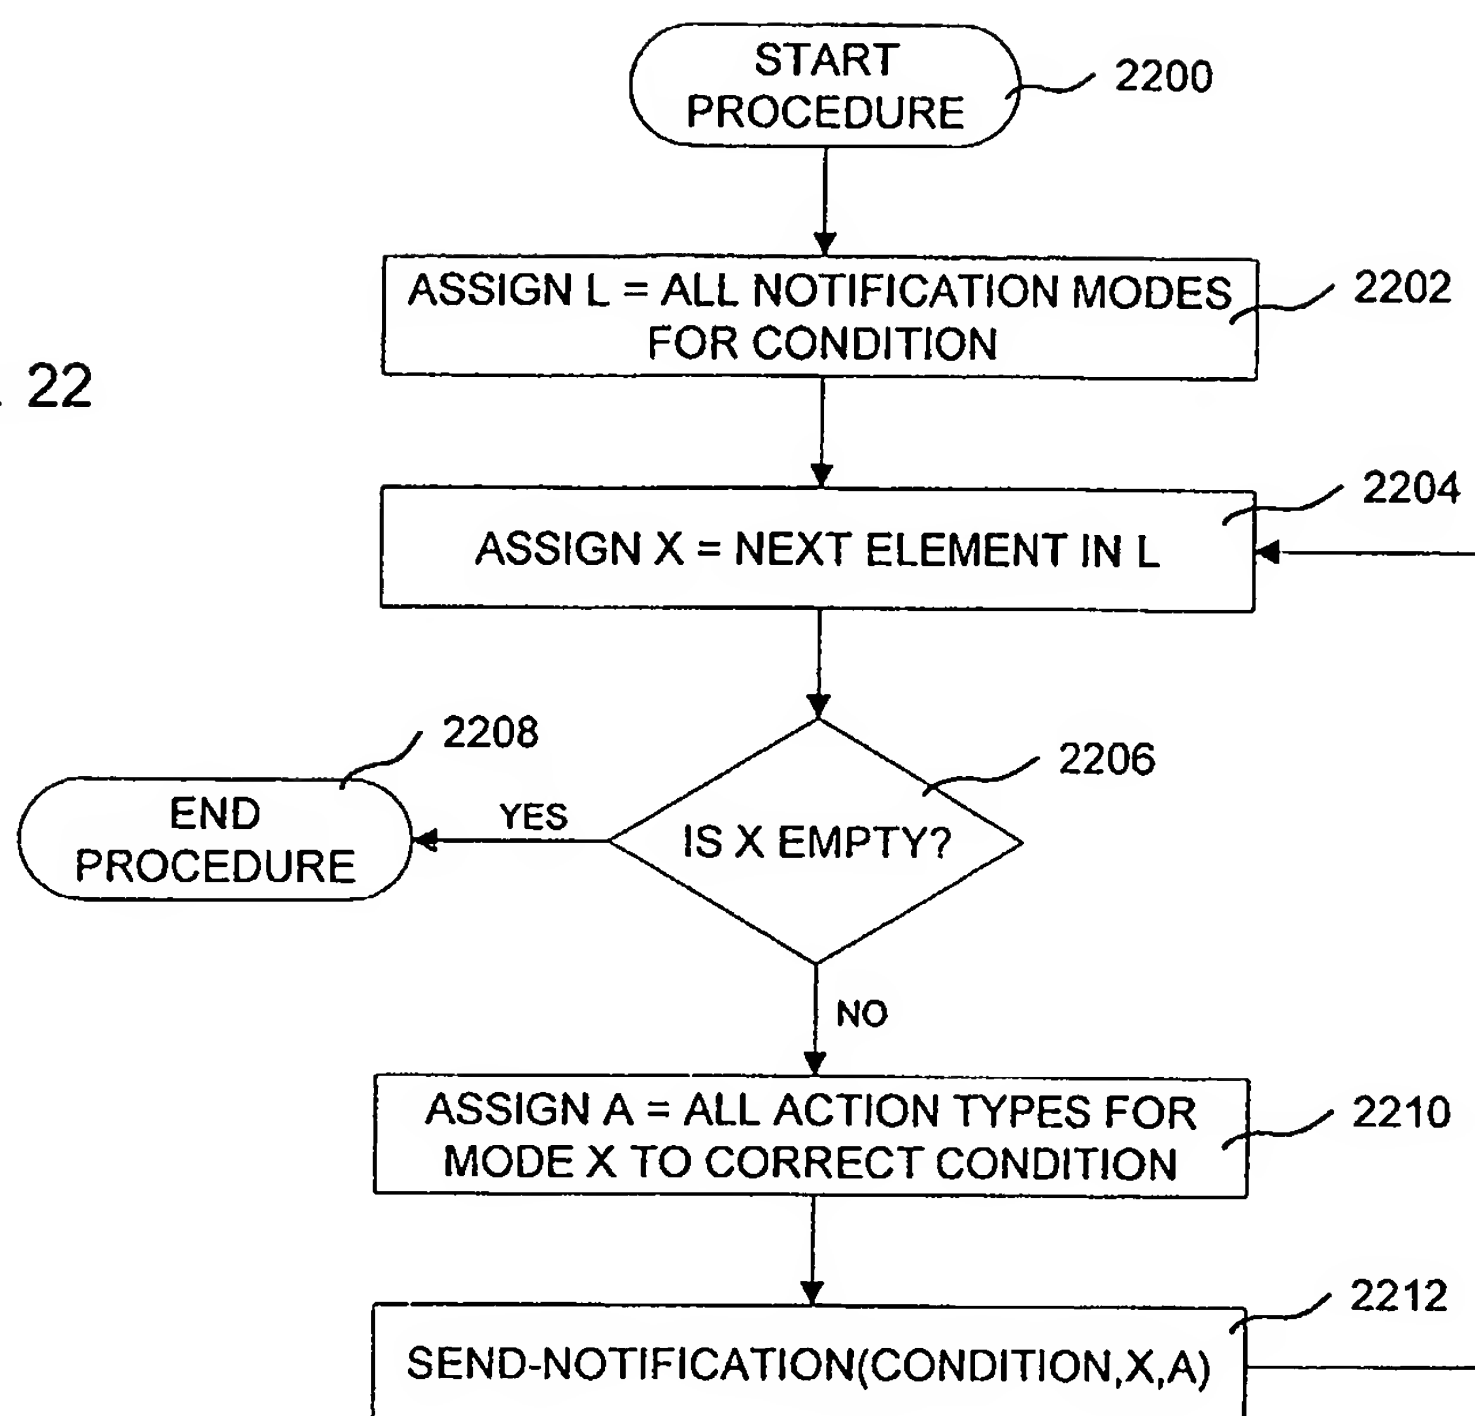 START
PROCEDURE
2200
ASSIGN L = ALL NOTIFICATION MODES
FOR CONDITION
2202
22
ASSIGN X = NEXT ELEMENT IN L
2204
2208
END
PROCEDURE
YES
IS X EMPTY?
2206
NO
ASSIGN A = ALL ACTION TYPES FOR
MODE X TO CORRECT CONDITION
2210
SEND-NOTIFICATION(CONDITION,X,A)
2212